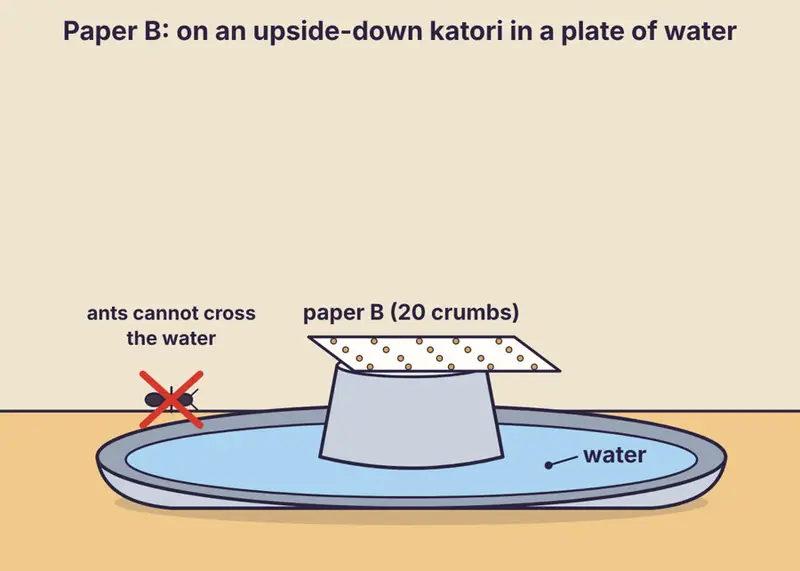 Paper B: on an upside-down katori in a plate of water
ants cannot cross
the water
paper B (20 crumbs)
water